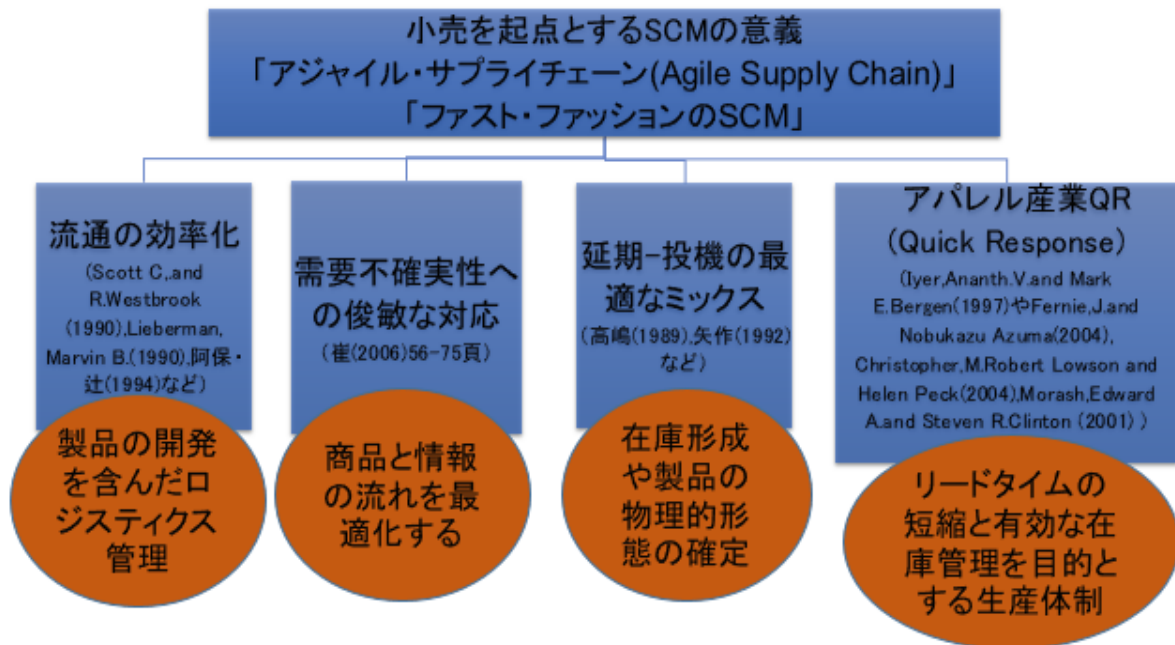 小売を起点とするSCMの意義
「アジャイル・サプライチェーン(Agile Supply Chain)」
「ファスト・ファッションのSCM」
流通の効率化
(Scott C,.and
R.Westbrook
(1990),Lieberman,
Marvin B.(1990),阿保・
辻(1994)など)
製品の開発
を含んだロ
ジスティクス
管理
需要不確実性へ
の俊敏な対応
(崔(2006)56-75頁)
商品と情報
の流れを最
適化する
延期-投機の最
適なミックス
(高嶋(1989),矢作(1992)
など)
在庫形成
や製品の
物理的形
態の確定
アパレル産業QR
(Quick Response)
(Iyer,Ananth.V.and Mark
E.Bergen(1997)やFernie,J.and
Nobukazu Azuma(2004),
Christopher,M.Robert Lowson and
Helen Peck(2004),Morash,Edward
A.and Steven R.Clinton (2001) )
リードタイムの
短縮と有効な在
庫管理を目的と
する生産体制